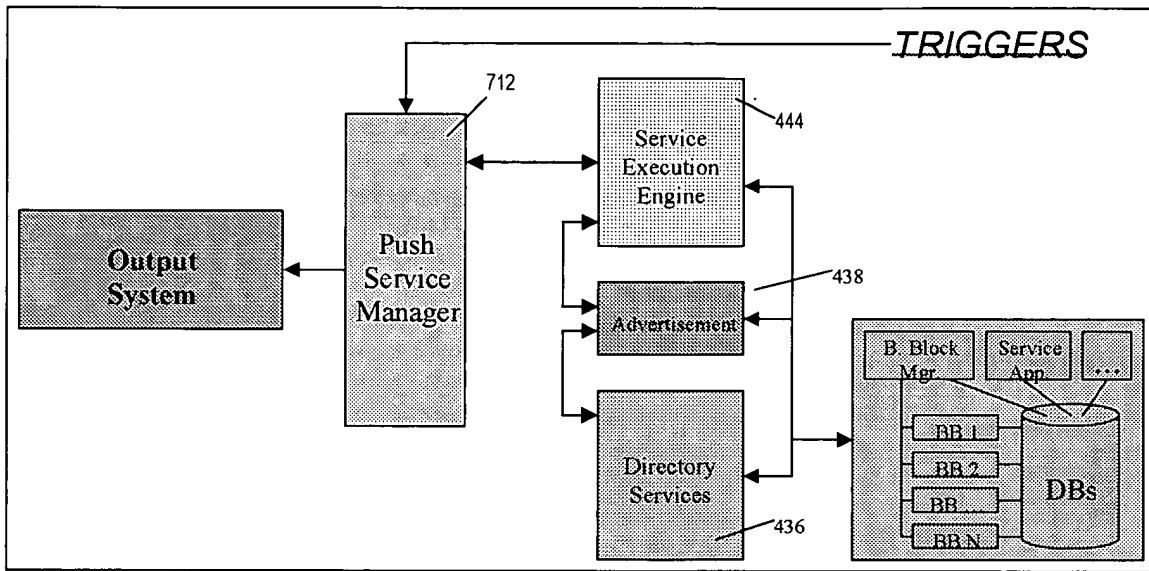 TRIGGERS
712
444
Service
Execution
Engine
Push
Service
Manager
Output
System
438
Advertisement
B. Block
Mgr.
Service
App.
...
BB 1
BB 2
BB ...
BB N
DBs
Directory
Services
436